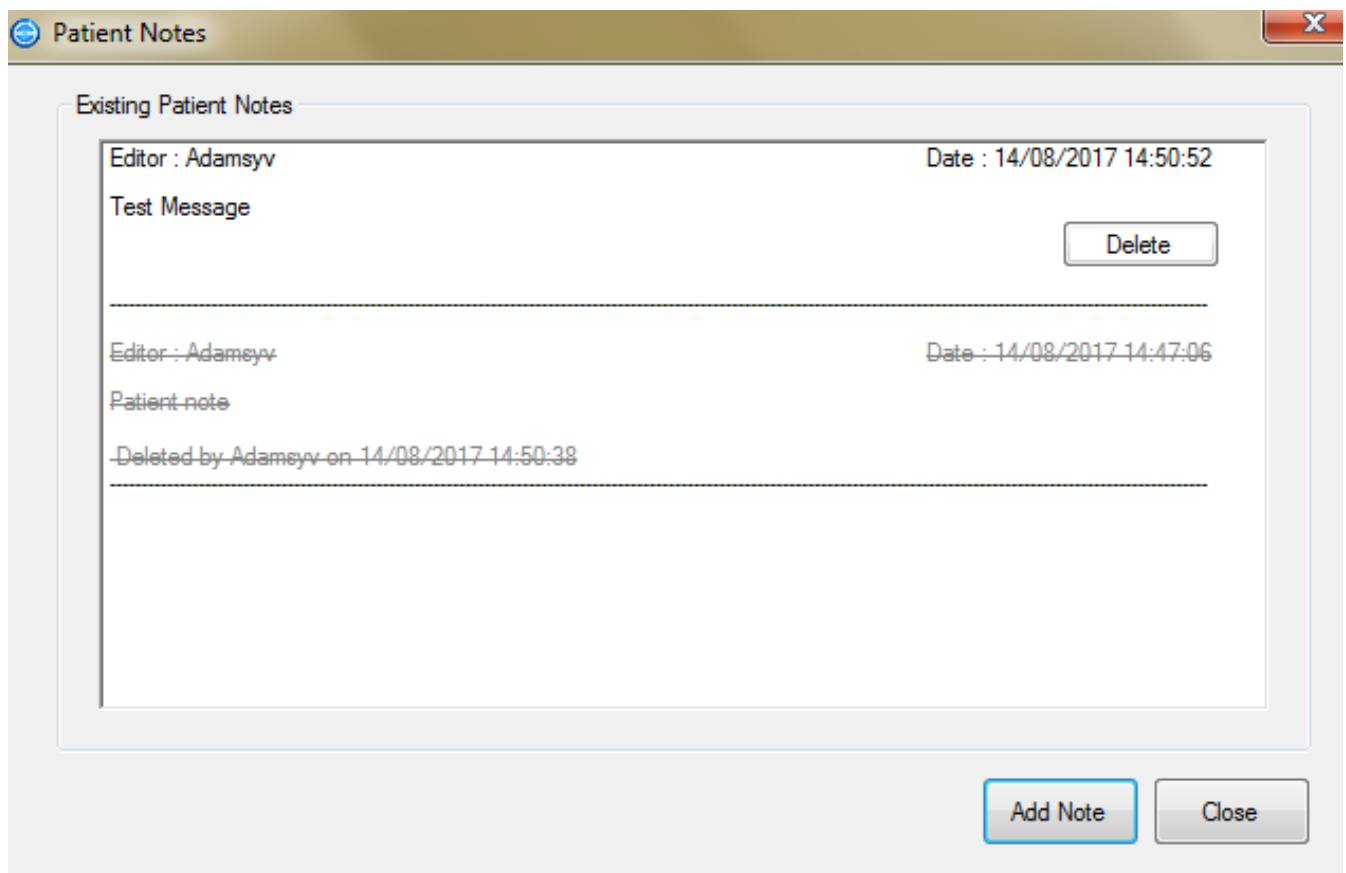 Patient Notes
X
Existing Patient Notes
Editor : Adamsyv Date : 14/08/2017 14:50:52
Test Message
Delete
Editor : Adamsyv Date : 14/08/2017 14:47:06
Patient note
Deleted by Adamsyv on 14/08/2017 14:50:38
Add Note Close